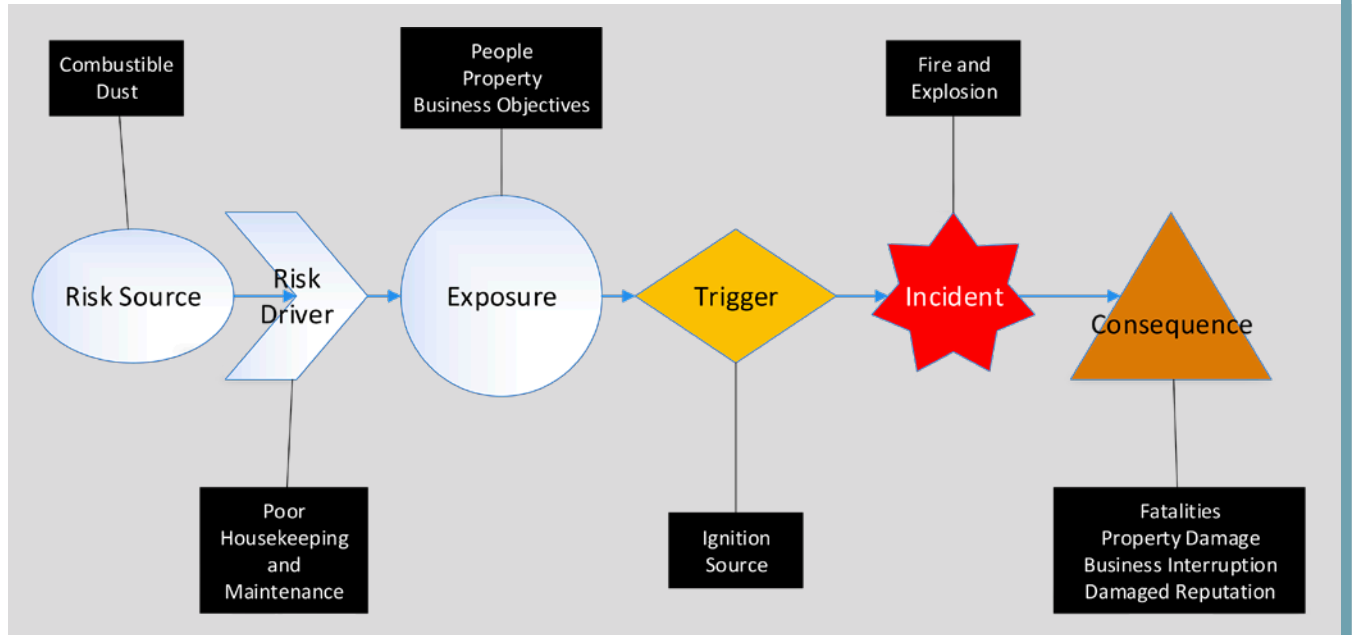 Combustible
Dust
People
Property
Business Objectives
Fire and
Explosion
Risk Source
Risk
Driver
Exposure
Trigger
Incident
Consequence
Poor
Housekeeping
and
Maintenance
Ignition
Source
Fatalities
Property Damage
Business Interruption
Damaged Reputation